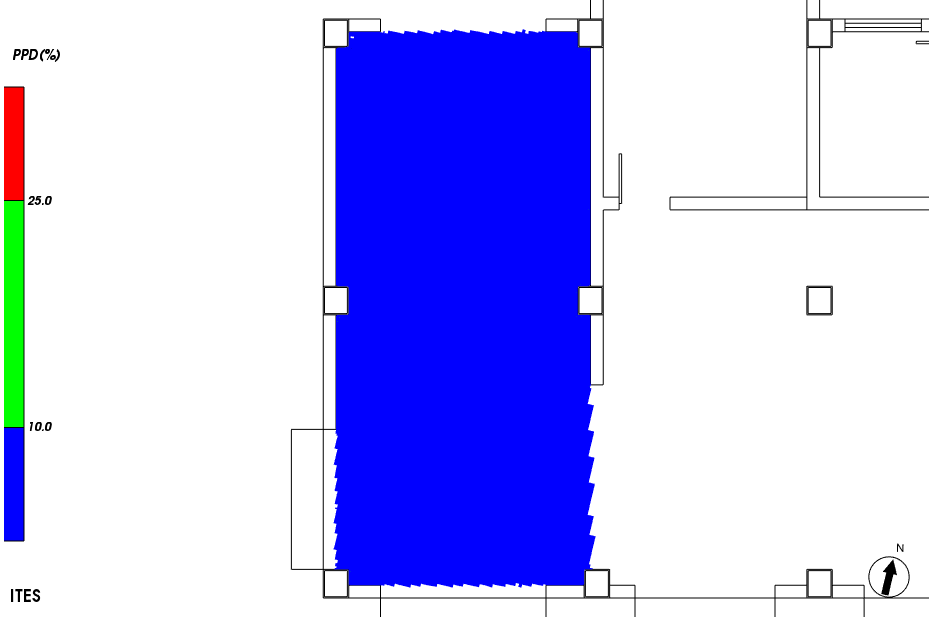 PPD(%)
25.0
10.0
N
ITES